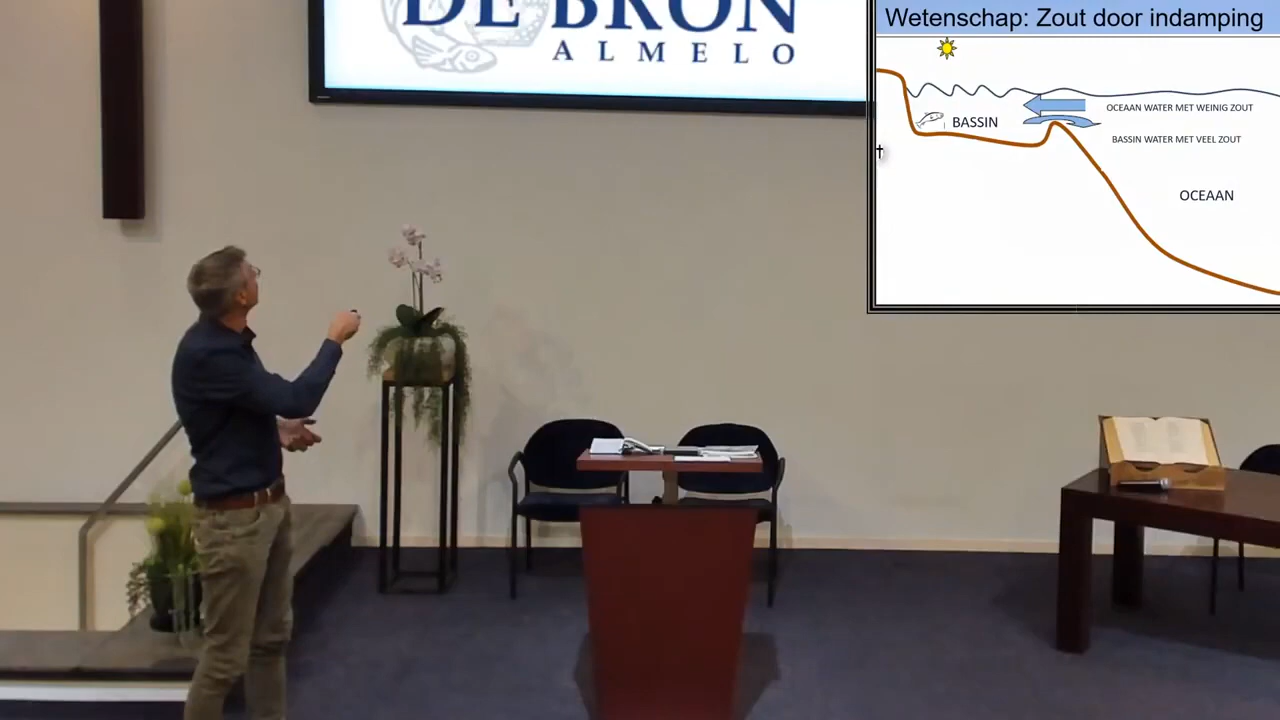 DE BRON
ALMELO
Wetenschap: Zout door indamping
OCEAAN WATER MET WEINIG ZOUT
BASSIN
BASSIN WATER MET VEEL ZOUT
OCEAAN